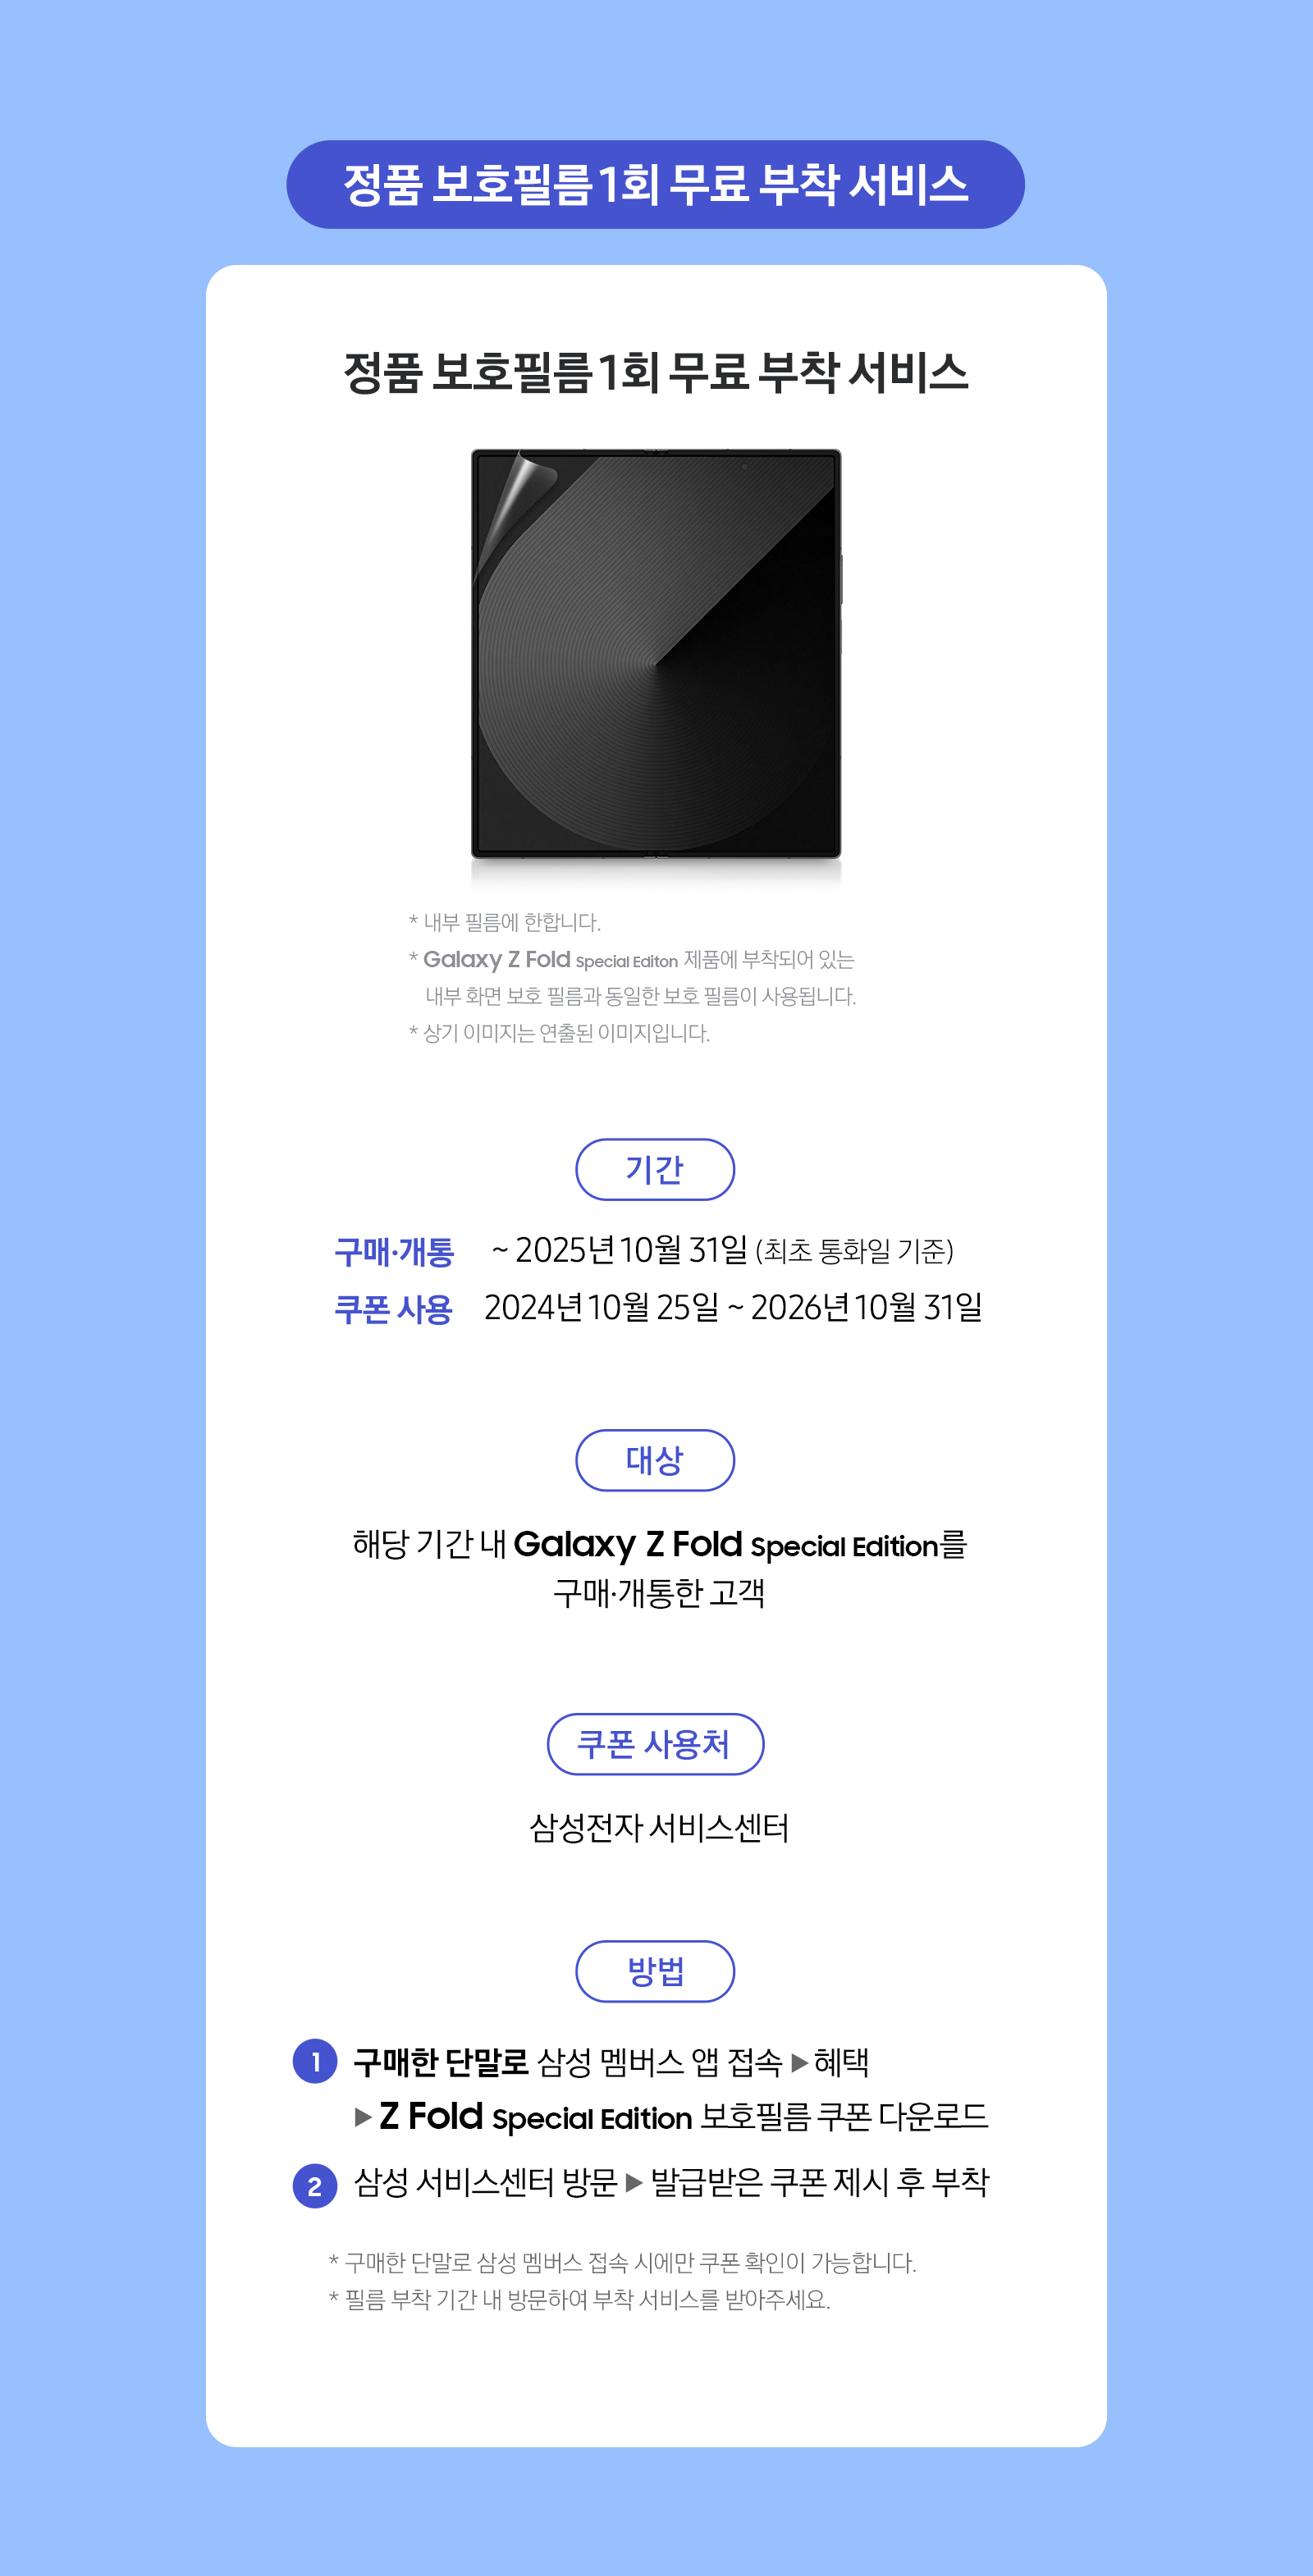 정품 보호필름 1회 무료 부착 서비스
정품 보호필름 1회 무료 부착 서비스
* 내부 필름에 한합니다.
* Galaxy Z Fold Special Editon 제품에 부착되어 있는
내부 화면 보호 필름과 동일한 보호 필름이 사용됩니다.
* 상기 이미지는 연출된 이미지입니다.
기간
구매·개통 ~ 2025년 10월 31일 (최초 통화일 기준)
쿠폰 사용 2024년 10월 25일 ~ 2026년 10월 31일
대상
해당 기간 내 Galaxy Z Fold Special Edition를
구매·개통한 고객
쿠폰 사용처
삼성전자 서비스센터
방법
1 구매한 단말로 삼성 멤버스 앱 접속 ▶ 혜택
▶ Z Fold Special Edition 보호필름 쿠폰 다운로드
2 삼성 서비스센터 방문 ▶ 발급받은 쿠폰 제시 후 부착
* 구매한 단말로 삼성 멤버스 접속 시에만 쿠폰 확인이 가능합니다.
* 필름 부착 기간 내 방문하여 부착 서비스를 받아주세요.